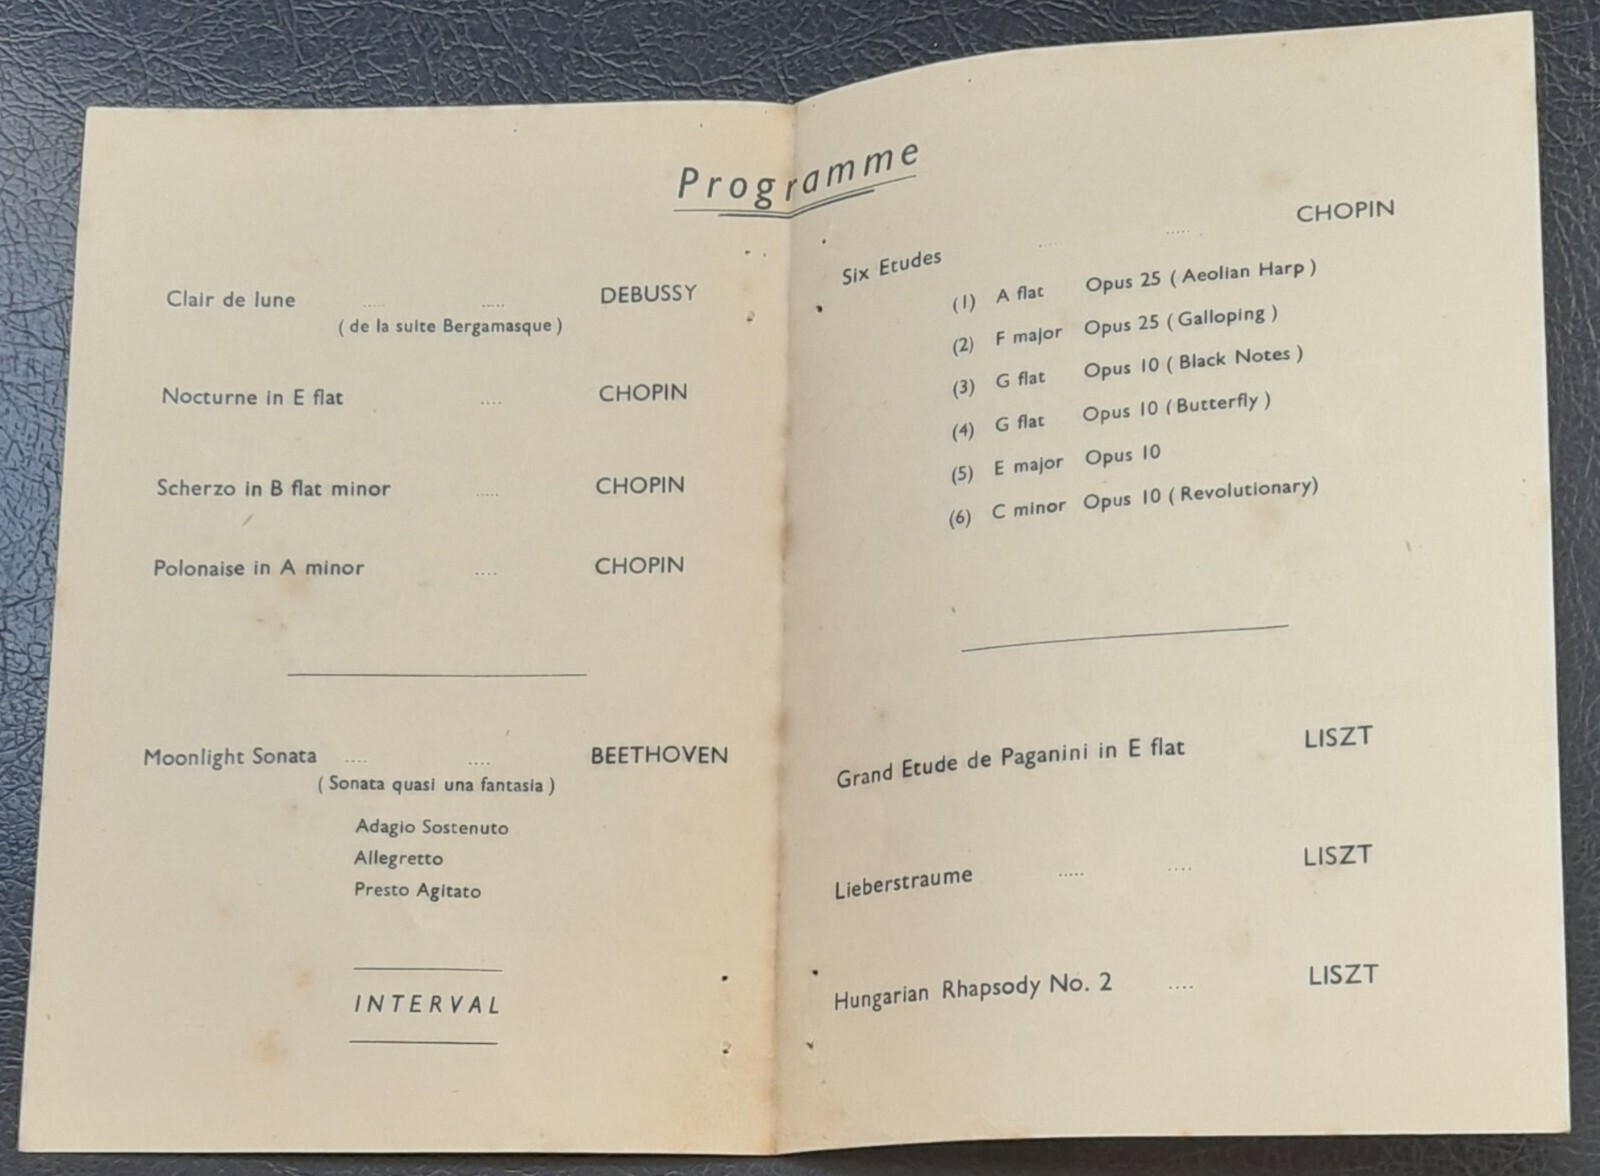 Programme
Clair de lune ..... ..... DEBUSSY
( de la suite Bergamasque )
Nocturne in E flat .... CHOPIN
Scherzo in B flat minor ..... CHOPIN
Polonaise in A minor .... CHOPIN
Moonlight Sonata .... .... BEETHOVEN
( Sonata quasi una fantasia )
Adagio Sostenuto
Allegretto
Presto Agitato
INTERVAL
Six Etudes .... ..... CHOPIN
(1) A flat Opus 25 ( Aeolian Harp )
(2) F major Opus 25 ( Galloping )
(3) G flat Opus 10 ( Black Notes )
(4) G flat Opus 10 ( Butterfly )
(5) E major Opus 10
(6) C minor Opus 10 ( Revolutionary)
Grand Etude de Paganini in E flat LISZT
Lieberstraume ..... .... LISZT
Hungarian Rhapsody No. 2 .... LISZT